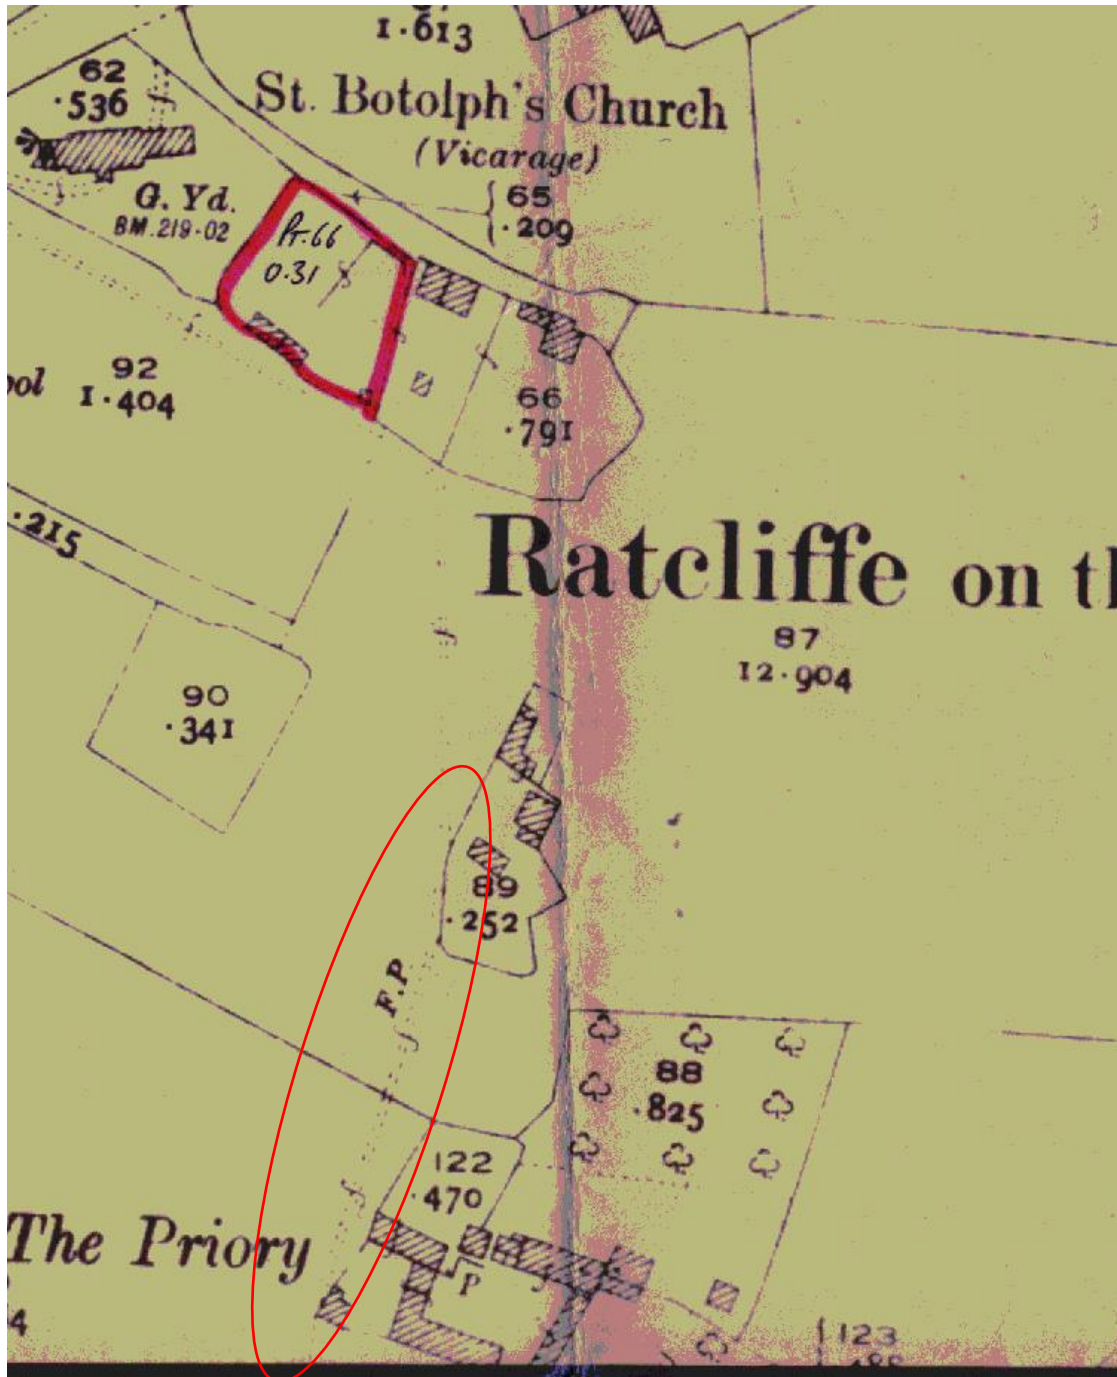 1.613
62
.536
St. Botolph's Church
(Vicarage)
G. Yd.
BM.219.02
Pt.66
0.31
65
.209
92
1.404
66
.791
.215
Ratcliffe on
87
12.904
90
.341
89
.252
F.P
88
.825
122
.470
The Priory
P
4
123